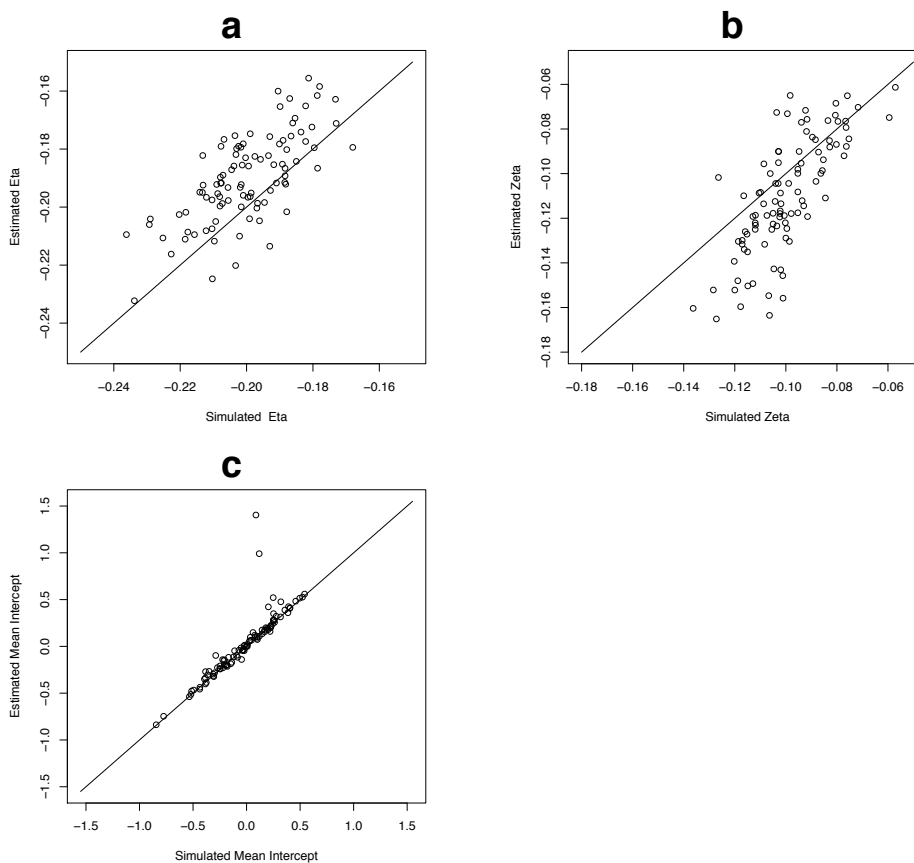 a
Estimated Eta
−0.16
−0.18
−0.20
−0.22
−0.24
−0.24 −0.22 −0.20 −0.18 −0.16
Simulated  Eta
b
Estimated Zeta
−0.06
−0.08
−0.10
−0.12
−0.14
−0.16
−0.18
−0.18 −0.16 −0.14 −0.12 −0.10 −0.08 −0.06
Simulated Zeta
c
Estimated Mean Intercept
1.5
1.0
0.5
0.0
−0.5
−1.0
−1.5
−1.5 −1.0 −0.5 0.0 0.5 1.0 1.5
Simulated Mean Intercept